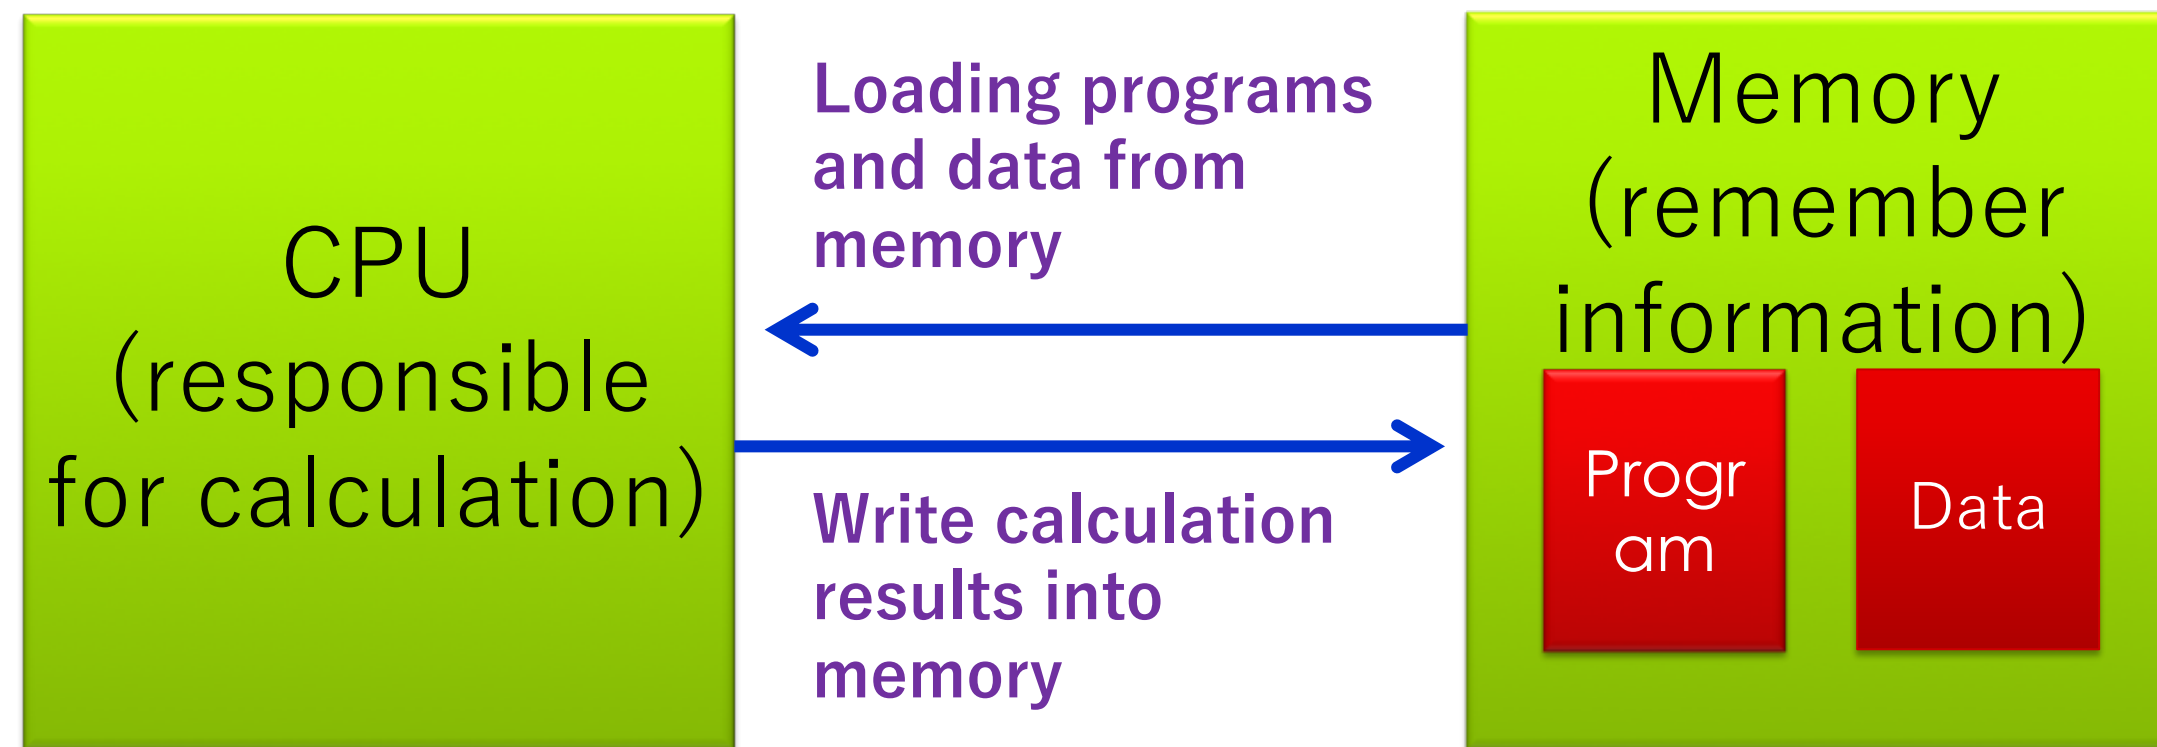 CPU
(responsible
for calculation)
Loading programs
and data from
memory
Write calculation
results into
memory
Memory
(remember
information)
Progr
am
Data